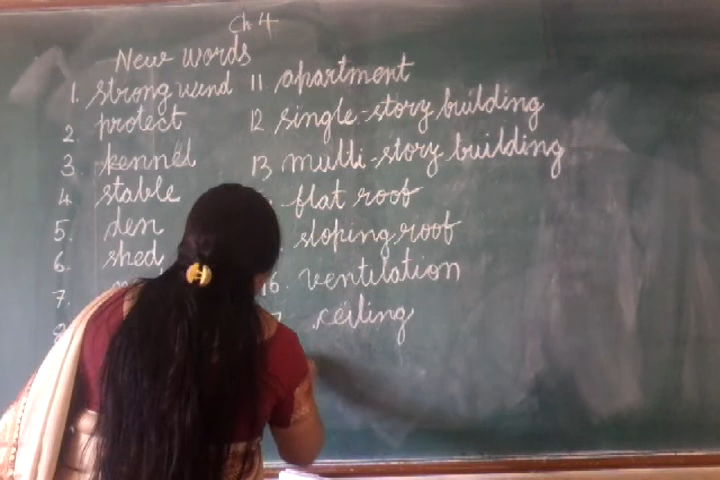 Ch 4
New words
1. strong wind
2. protect
3. kennel
4. stable
5. den
6. shed
7.
11 apartment
12 single-story building
13 multi-story building
flat roof
sloping roof
16. ventilation
ceiling